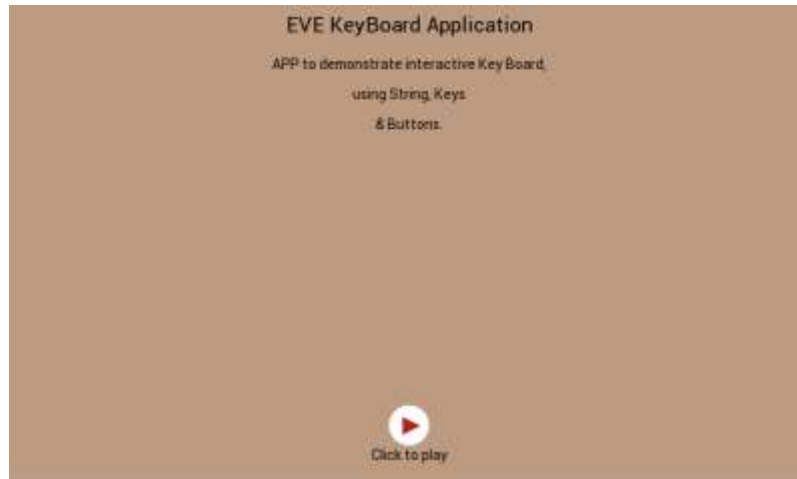 EVE KeyBoard Application
APP to demonstrate interactive Key Board,
using String, Keys
& Buttons.
Click to play